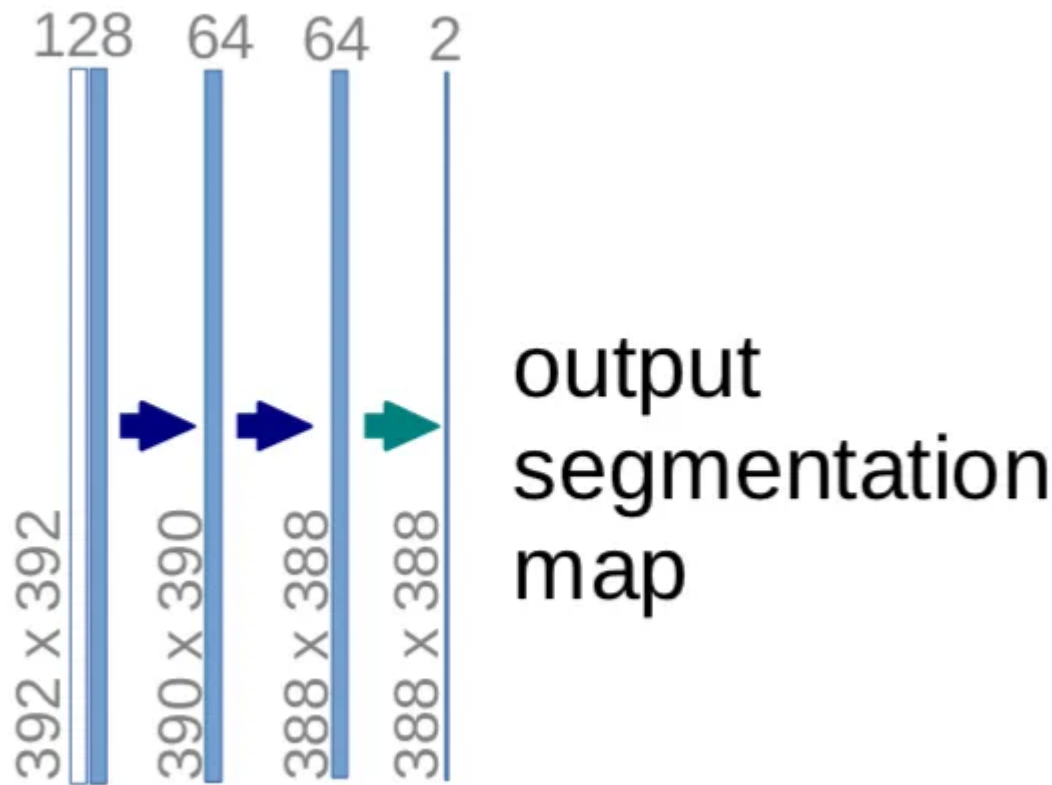 128 64 64 2
392 x 392
390 x 390
388 x 388
388 x 388
output
segmentation
map